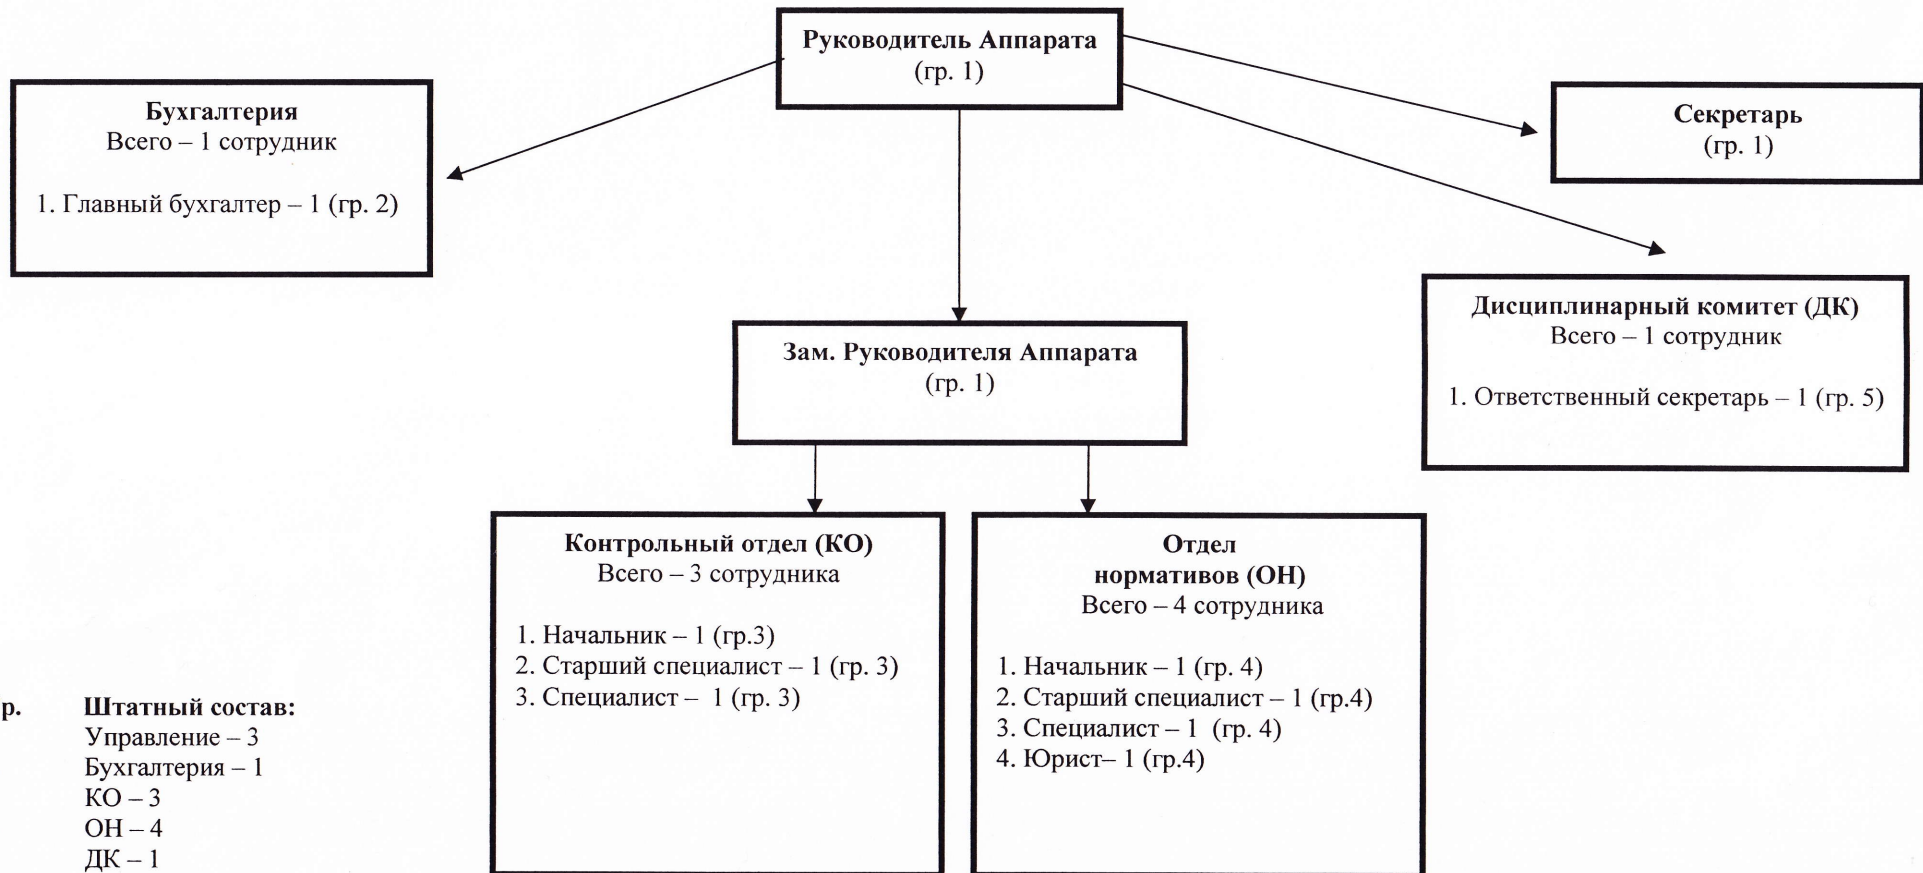 Руководитель Аппарата
(гр. 1)
Бухгалтерия
Всего – 1 сотрудник
1. Главный бухгалтер – 1 (гр. 2)
Секретарь
(гр. 1)
Дисциплинарный комитет (ДК)
Всего – 1 сотрудник
1. Ответственный секретарь – 1 (гр. 5)
Зам. Руководителя Аппарата
(гр. 1)
Контрольный отдел (КО)
Всего – 3 сотрудника
1. Начальник – 1 (гр.3)
2. Старший специалист – 1 (гр. 3)
3. Специалист –  1 (гр. 3)
Отдел
нормативов (ОН)
Всего – 4 сотрудника
1. Начальник – 1 (гр. 4)
2. Старший специалист – 1 (гр.4)
3. Специалист – 1  (гр. 4)
4. Юрист– 1 (гр.4)
р. Штатный состав:
Управление – 3
Бухгалтерия – 1
КО – 3
ОН – 4
ДК – 1